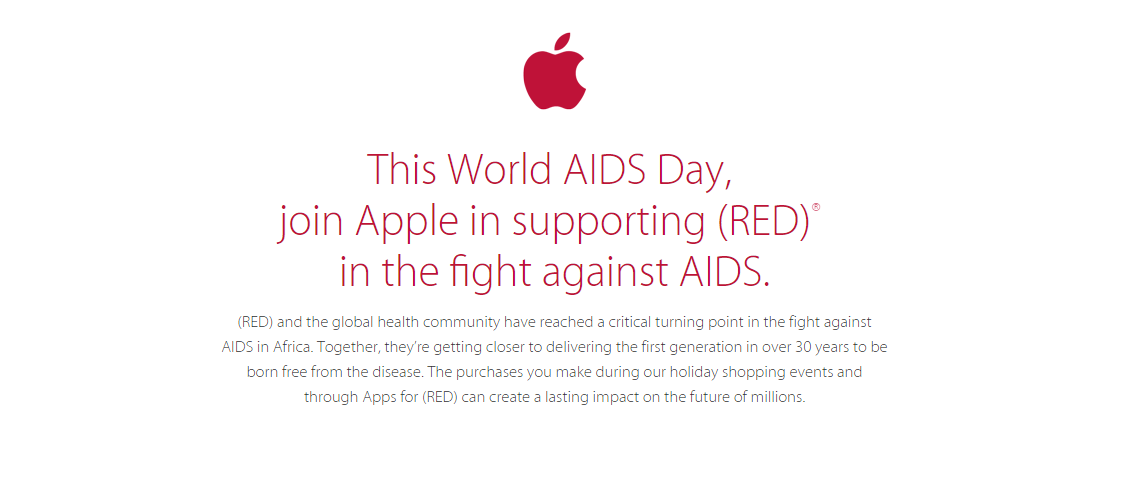 This World AIDS Day,
join Apple in supporting (RED)®
in the fight against AIDS.
(RED) and the global health community have reached a critical turning point in the fight against
AIDS in Africa. Together, they’re getting closer to delivering the first generation in over 30 years to be
born free from the disease. The purchases you make during our holiday shopping events and
through Apps for (RED) can create a lasting impact on the future of millions.